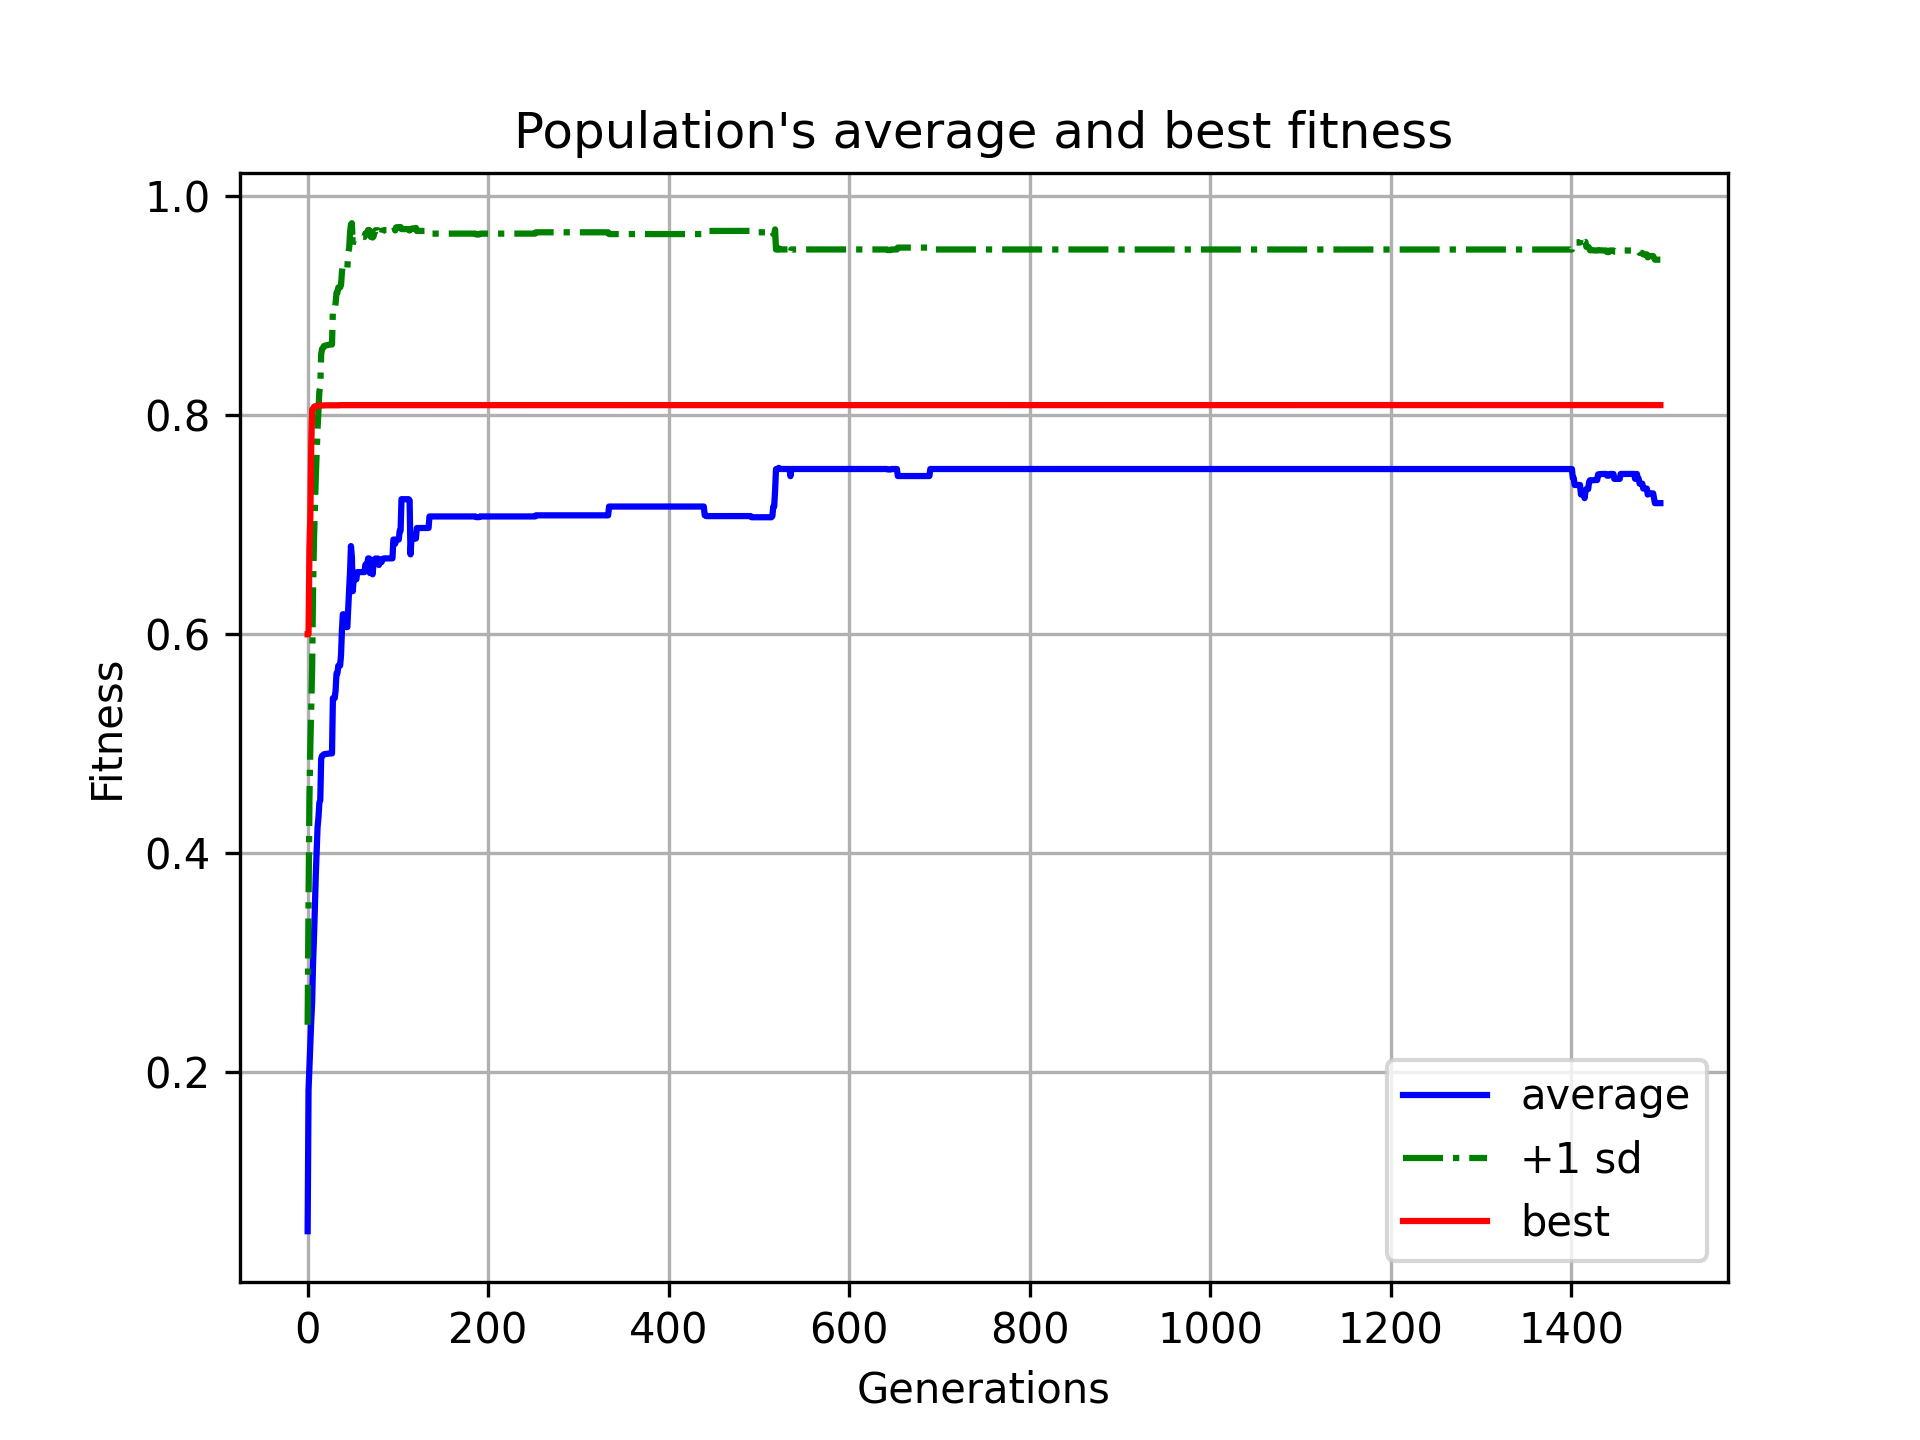 Population's average and best fitness
1.0
0.8
0.6
0.4
0.2
Fitness
0 200 400 600 800 1000 1200 1400
Generations
average
+1 sd
best